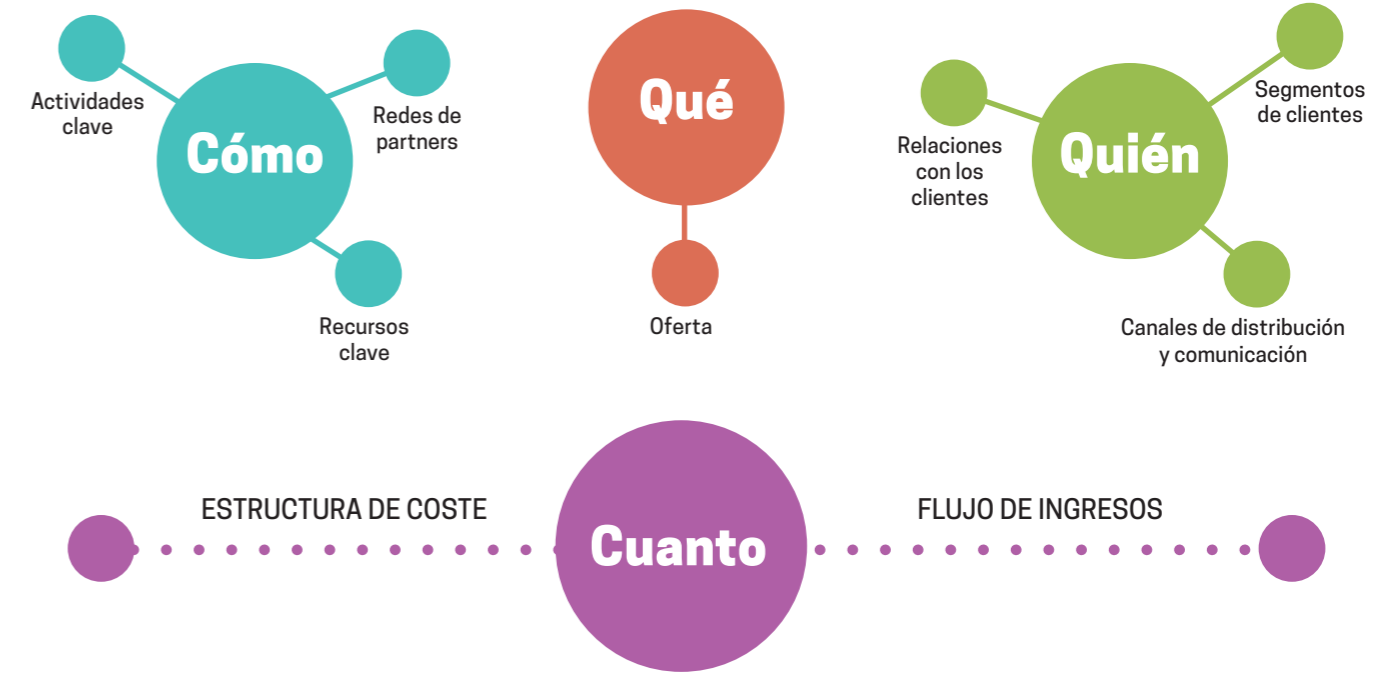 Cómo
Actividades
clave
Redes de
partners
Recursos
clave
Qué
Oferta
Quién
Relaciones
con los
clientes
Segmentos
de clientes
Canales de distribución
y comunicación
ESTRUCTURA DE COSTE
Cuanto
FLUJO DE INGRESOS